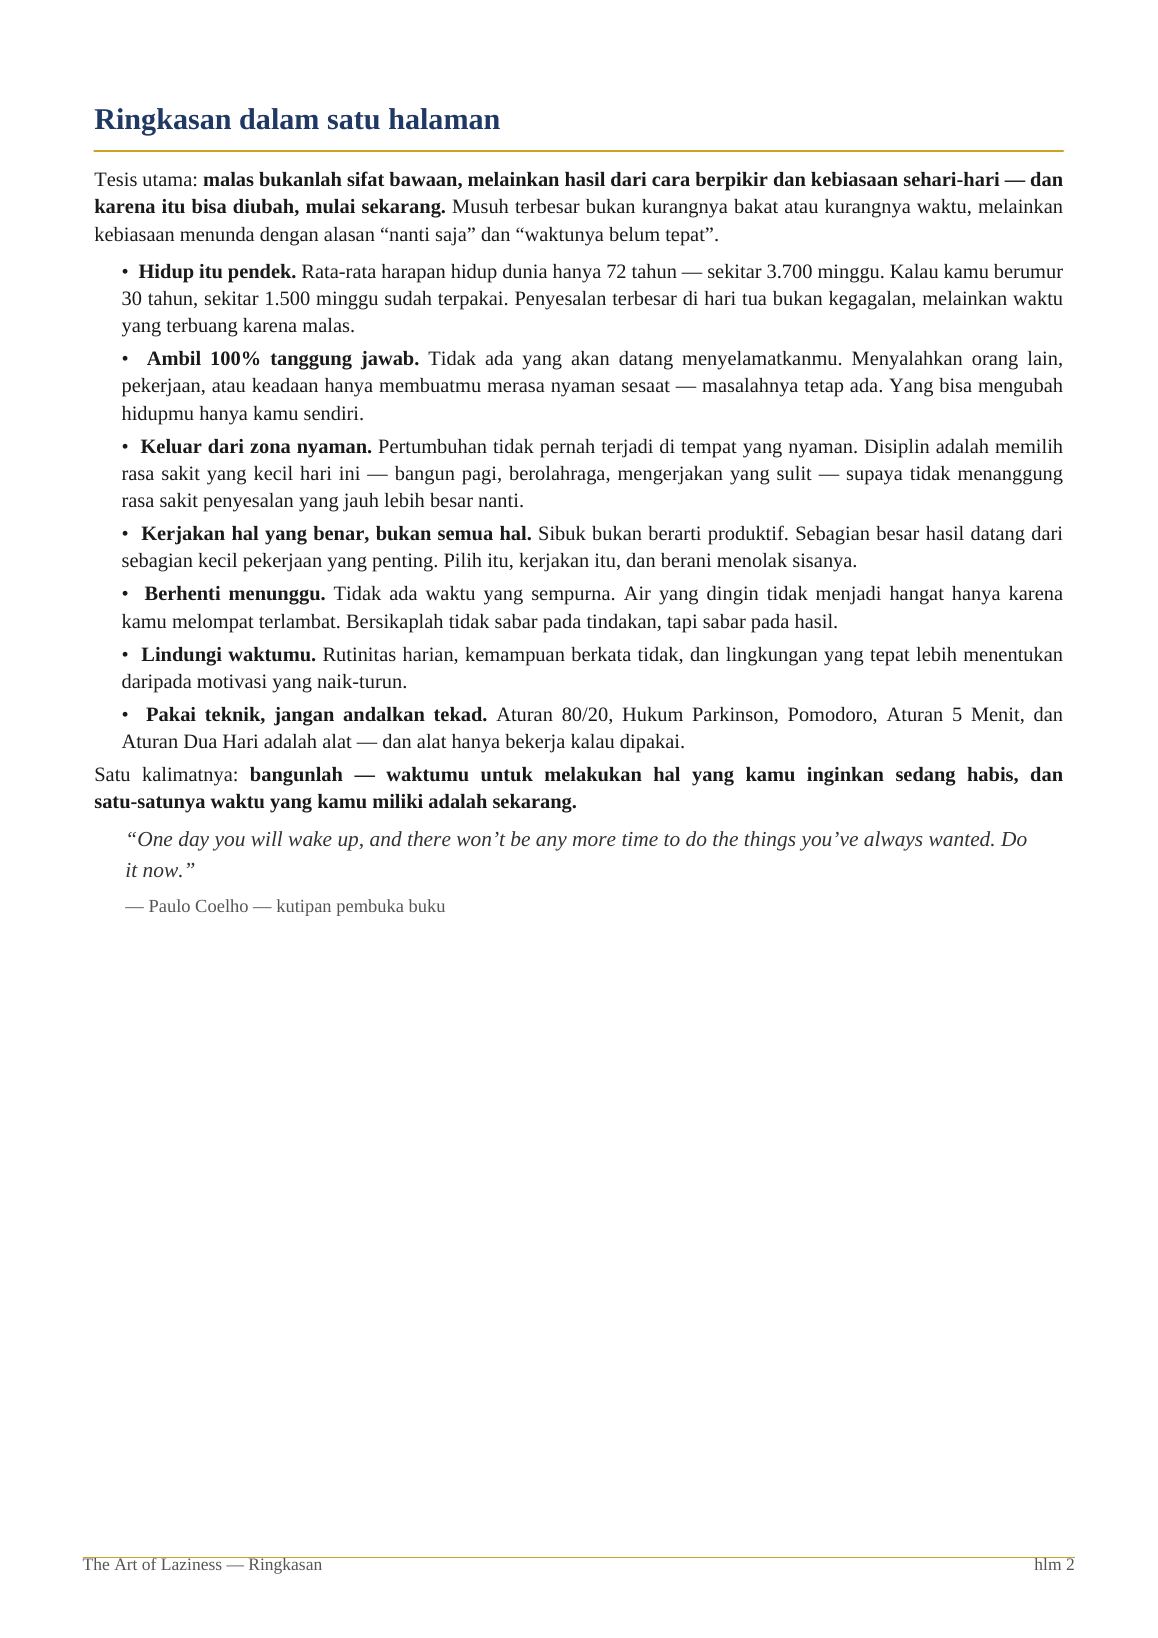 Ringkasan dalam satu halaman
Tesis utama: malas bukanlah sifat bawaan, melainkan hasil dari cara berpikir dan kebiasaan sehari-hari — dan
karena itu bisa diubah, mulai sekarang. Musuh terbesar bukan kurangnya bakat atau kurangnya waktu, melainkan
kebiasaan menunda dengan alasan “nanti saja” dan “waktunya belum tepat”.
• Hidup itu pendek. Rata-rata harapan hidup dunia hanya 72 tahun — sekitar 3.700 minggu. Kalau kamu berumur
30 tahun, sekitar 1.500 minggu sudah terpakai. Penyesalan terbesar di hari tua bukan kegagalan, melainkan waktu
yang terbuang karena malas.
• Ambil 100% tanggung jawab. Tidak ada yang akan datang menyelamatkanmu. Menyalahkan orang lain,
pekerjaan, atau keadaan hanya membuatmu merasa nyaman sesaat — masalahnya tetap ada. Yang bisa mengubah
hidupmu hanya kamu sendiri.
• Keluar dari zona nyaman. Pertumbuhan tidak pernah terjadi di tempat yang nyaman. Disiplin adalah memilih
rasa sakit yang kecil hari ini — bangun pagi, berolahraga, mengerjakan yang sulit — supaya tidak menanggung
rasa sakit penyesalan yang jauh lebih besar nanti.
• Kerjakan hal yang benar, bukan semua hal. Sibuk bukan berarti produktif. Sebagian besar hasil datang dari
sebagian kecil pekerjaan yang penting. Pilih itu, kerjakan itu, dan berani menolak sisanya.
• Berhenti menunggu. Tidak ada waktu yang sempurna. Air yang dingin tidak menjadi hangat hanya karena
kamu melompat terlambat. Bersikaplah tidak sabar pada tindakan, tapi sabar pada hasil.
• Lindungi waktumu. Rutinitas harian, kemampuan berkata tidak, dan lingkungan yang tepat lebih menentukan
daripada motivasi yang naik-turun.
• Pakai teknik, jangan andalkan tekad. Aturan 80/20, Hukum Parkinson, Pomodoro, Aturan 5 Menit, dan
Aturan Dua Hari adalah alat — dan alat hanya bekerja kalau dipakai.
Satu kalimatnya: bangunlah — waktumu untuk melakukan hal yang kamu inginkan sedang habis, dan
satu-satunya waktu yang kamu miliki adalah sekarang.
“One day you will wake up, and there won’t be any more time to do the things you’ve always wanted. Do
it now.”
— Paulo Coelho — kutipan pembuka buku
The Art of Laziness — Ringkasan
hlm 2